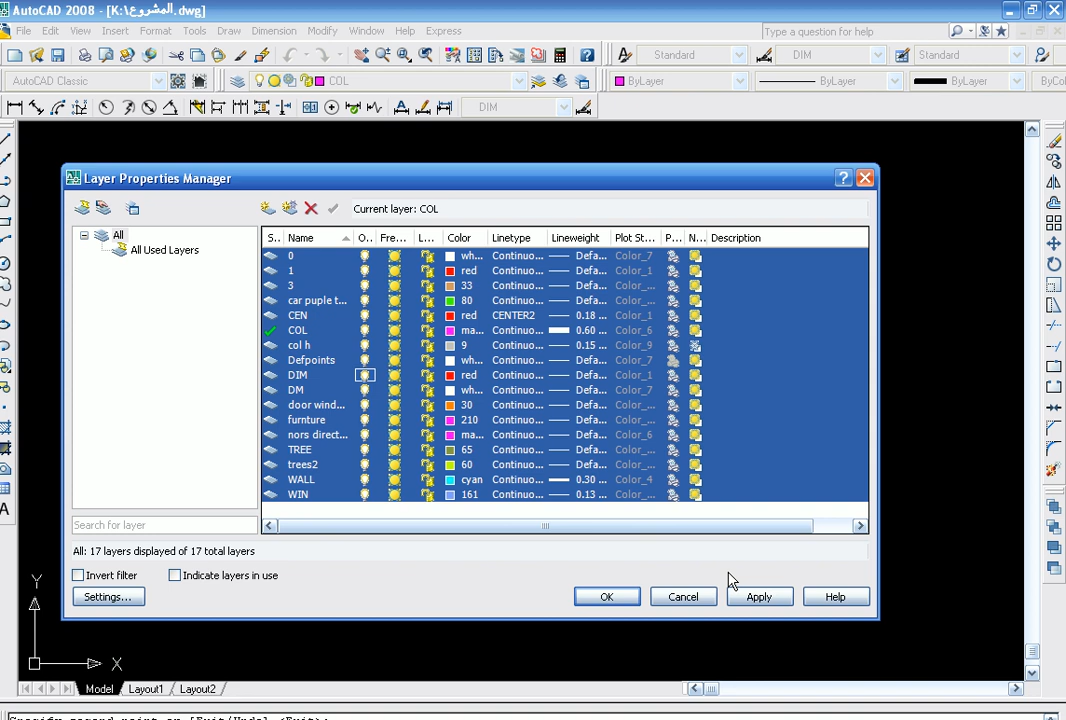 AutoCAD 2008 - [K:\المشروع.dwg]
File Edit View Insert Format Tools Draw Dimension Modify Window Help Express
Type a question for help
Standard DIM Standard
AutoCAD Classic COL ByLayer ByLayer ByLayer ByCol
DIM
Layer Properties Manager
Current layer: COL
All
All Used Layers
S.. Name O.. Fre... L... Color Linetype Lineweight Plot St... P... N... Description
0 wh... Continuo... Defa... Color_7
1 red Continuo... Defa... Color_1
3 33 Continuo... Defa... Color_...
car puple t... 80 Continuo... Defa... Color_...
CEN red CENTER2 0.18 ... Color_1
COL ma... Continuo... 0.60 ... Color_6
col h 9 Continuo... 0.15 ... Color_9
Defpoints wh... Continuo... Defa... Color_7
DIM red Continuo... Defa... Color_1
DM wh... Continuo... Defa... Color_7
door wind... 30 Continuo... Defa... Color_...
furnture 210 Continuo... Defa... Color_...
nors direct... ma... Continuo... Defa... Color_6
TREE 65 Continuo... Defa... Color_...
trees2 60 Continuo... Defa... Color_...
WALL cyan Continuo... 0.30 ... Color_4
WIN 161 Continuo... 0.13 ... Color_...
Search for layer
All: 17 layers displayed of 17 total layers
Invert filter Indicate layers in use
Settings... OK Cancel Apply Help
Y
X
Model Layout1 Layout2
Specify second point or [Exit/Undo] <Exit>: